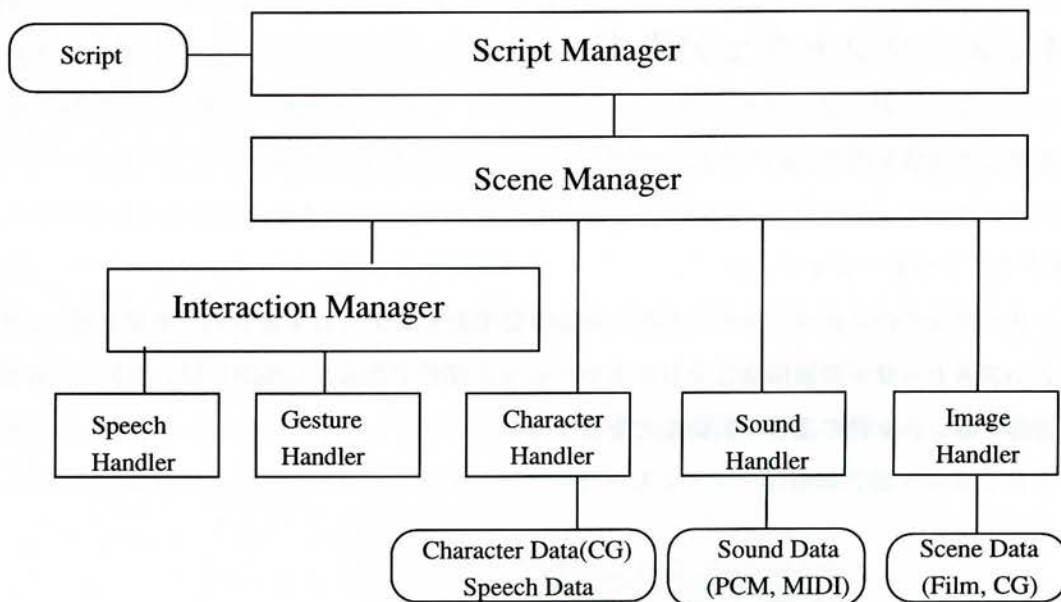 Script
Script Manager
Scene Manager
Interaction Manager
Speech
Handler
Gesture
Handler
Character
Handler
Sound
Handler
Image
Handler
Character Data(CG)
Speech Data
Sound Data
(PCM, MIDI)
Scene Data
(Film, CG)